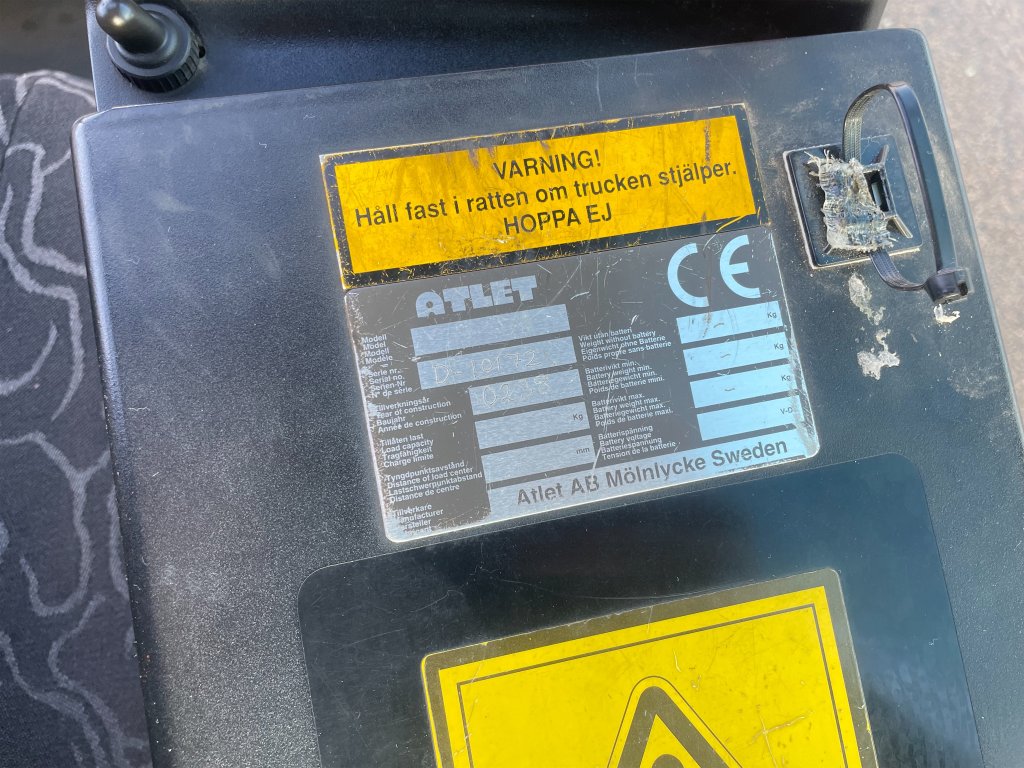 VARNING!
Håll fast i ratten om trucken stjälper.
HOPPA EJ
ATLET
CE
Modell
Model
Modell
Modèle
Serie nr.
Serial no.
Serien-Nr
N° de série
Tillverkningsår
Year of construction
Baujahr
Année de construction
Tillåten last
Load capacity
Tragfähigkeit
Charge limite
Kg
Tyngdpunktsavstånd
Distance of load center
Lastschwerpunktabstand
Distance de centre
mm
Tillverkare
Manufacturer
Hersteller
Vikt utan batteri
Weight without battery
Eigenwicht ohne Batterie
Poids propre sans batterie
- Kg
Batterivikt min.
Battery weight min.
Batteriegewicht min.
Poids de batterie mini.
- Kg
Batterivikt max.
Battery weight max.
Batteriegewicht max.
Poids de batterie maxi.
- Kg
Batterispänning
Battery voltage
Batteriespannung
Tension de la batterie
Atlet AB Mölnlycke Sweden